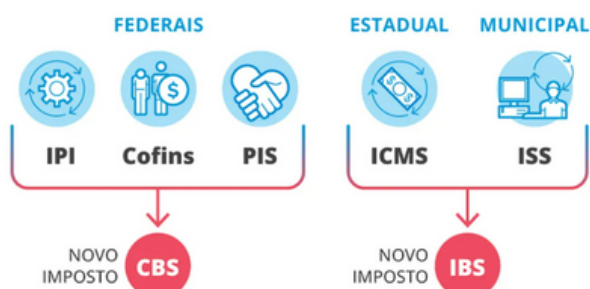 FEDERAIS
ESTADUAL
MUNICIPAL
$
IPI
Cofins
PIS
ICMS
ISS
NOVO
IMPOSTO
CBS
NOVO
IMPOSTO
IBS